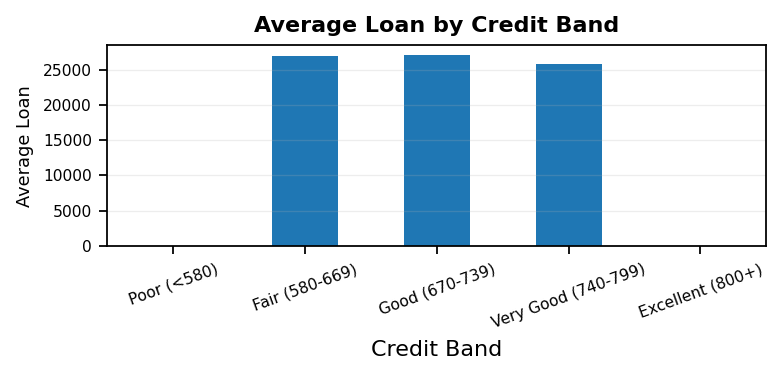 Average Loan by Credit Band
Average Loan
25000
20000
15000
10000
5000
0
Poor (<580)
Fair (580-669)
Good (670-739)
Very Good (740-799)
Excellent (800+)
Credit Band